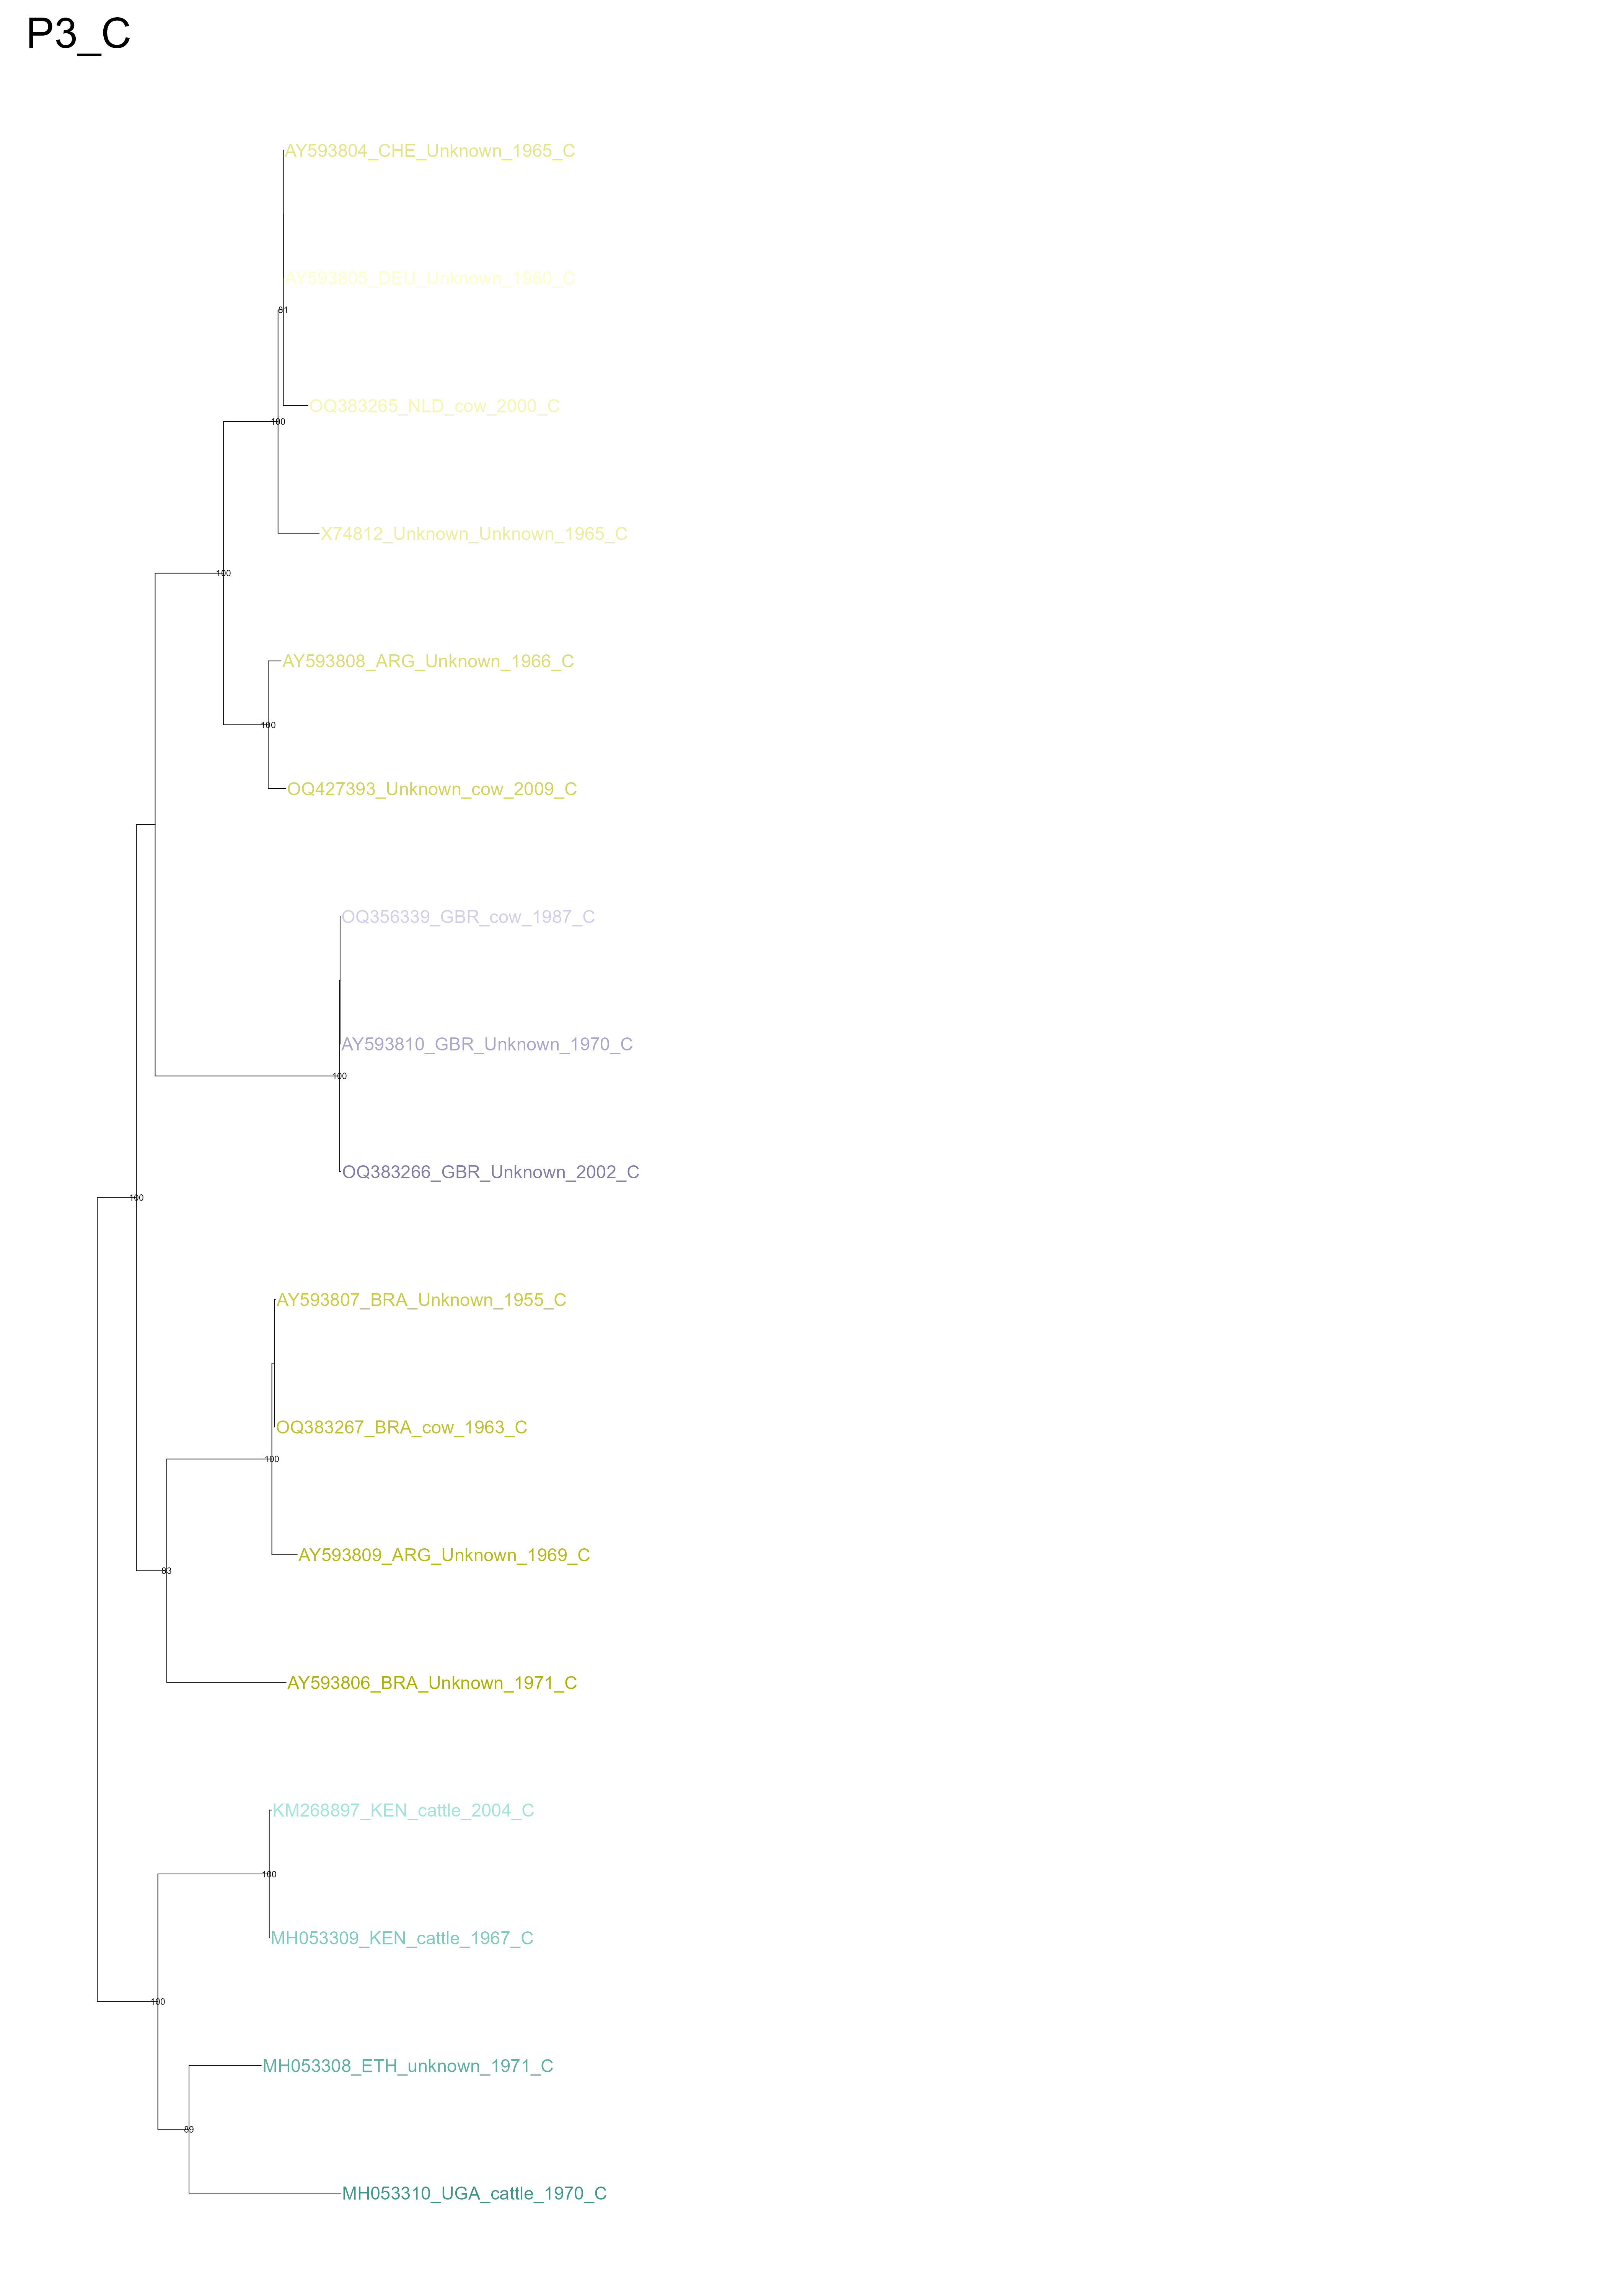 P3_C
AY593804_CHE_Unknown_1965_C
AY593805_DEU_Unknown_1960_C
81
OQ383265_NLD_cow_2000_C
100
X74812_Unknown_Unknown_1965_C
100
AY593808_ARG_Unknown_1966_C
100
OQ427393_Unknown_cow_2009_C
OQ356339_GBR_cow_1987_C
AY593810_GBR_Unknown_1970_C
100
OQ383266_GBR_Unknown_2002_C
100
AY593807_BRA_Unknown_1955_C
OQ383267_BRA_cow_1963_C
100
AY593809_ARG_Unknown_1969_C
83
AY593806_BRA_Unknown_1971_C
KM268897_KEN_cattle_2004_C
100
MH053309_KEN_cattle_1967_C
100
MH053308_ETH_unknown_1971_C
89
MH053310_UGA_cattle_1970_C